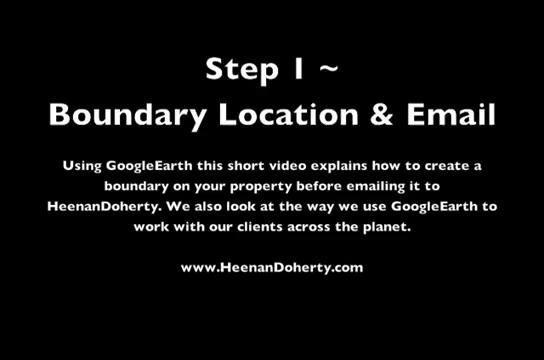 Step 1 ~
Boundary Location & Email
Using GoogleEarth this short video explains how to create a
boundary on your property before emailing it to
HeenanDoherty. We also look at the way we use GoogleEarth to
work with our clients across the planet.
www.HeenanDoherty.com